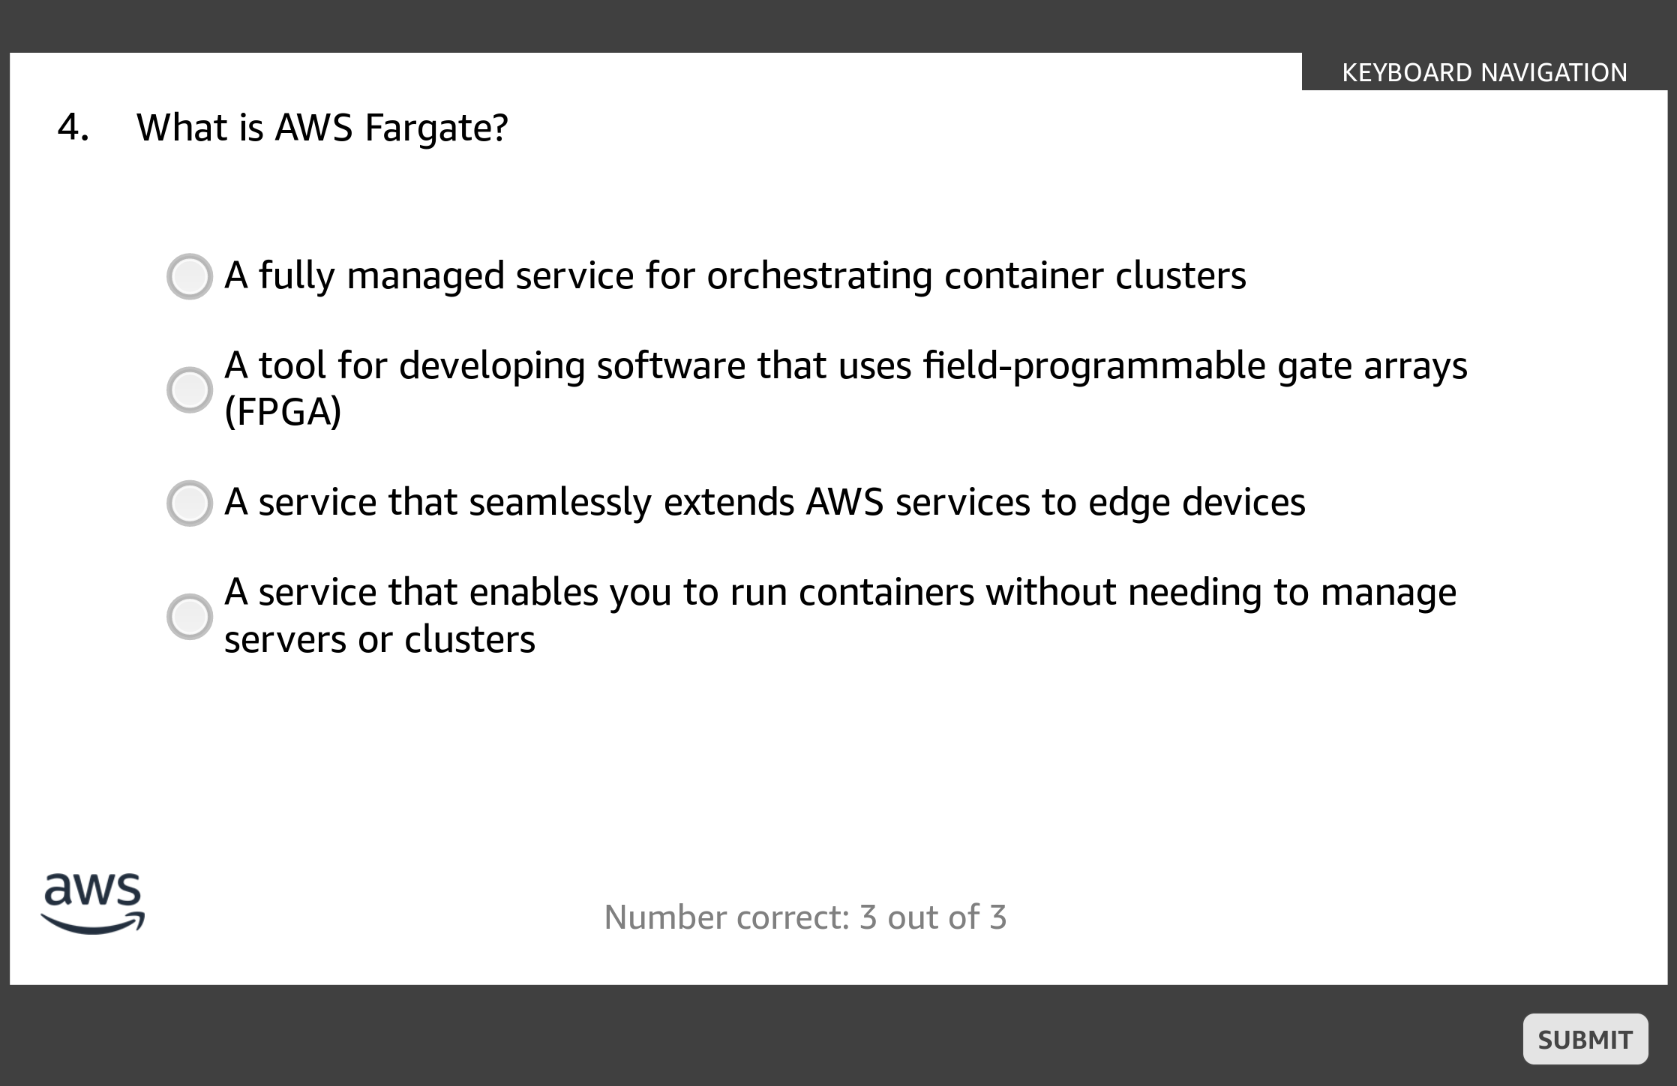 KEYBOARD NAVIGATION
4. What is AWS Fargate?
A fully managed service for orchestrating container clusters
A tool for developing software that uses field-programmable gate arrays
(FPGA)
A service that seamlessly extends AWS services to edge devices
A service that enables you to run containers without needing to manage
servers or clusters
aws
Number correct: 3 out of 3
SUBMIT